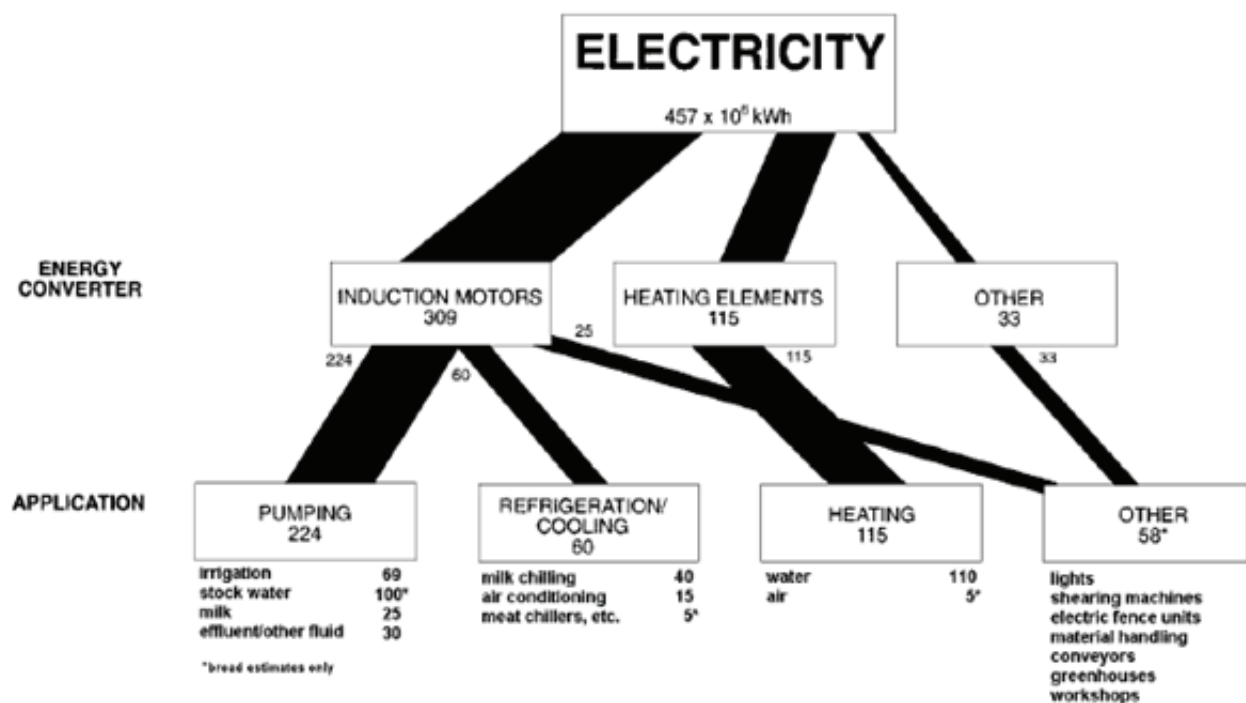 ELECTRICITY
457 x 10⁶ kWh
ENERGY
CONVERTER
INDUCTION MOTORS
309
HEATING ELEMENTS
115
OTHER
33
224
60
25
115
33
APPLICATION
PUMPING
224
REFRIGERATION/
COOLING
60
HEATING
115
OTHER
58*
irrigation 69
stock water 100*
milk 25
effluent/other fluid 30
*broad estimates only
milk chilling 40
air conditioning 15
meat chillers, etc. 5*
water 110
air 5*
lights
shearing machines
electric fence units
material handling
conveyors
greenhouses
workshops